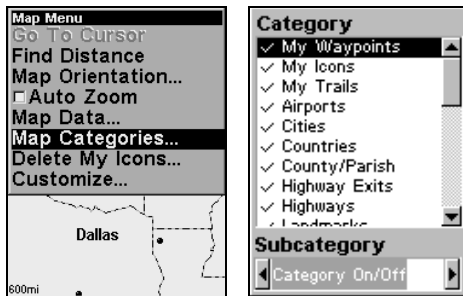 Map Menu
Go To Cursor
Find Distance
Map Orientation...
Auto Zoom
Map Data...
Map Categories...
Delete My Icons...
Customize...
Dallas
600mi
Category
My Waypoints
My Icons
My Trails
Airports
Cities
Countries
County/Parish
Highway Exits
Highways
Landmarks
Subcategory
Category On/Off